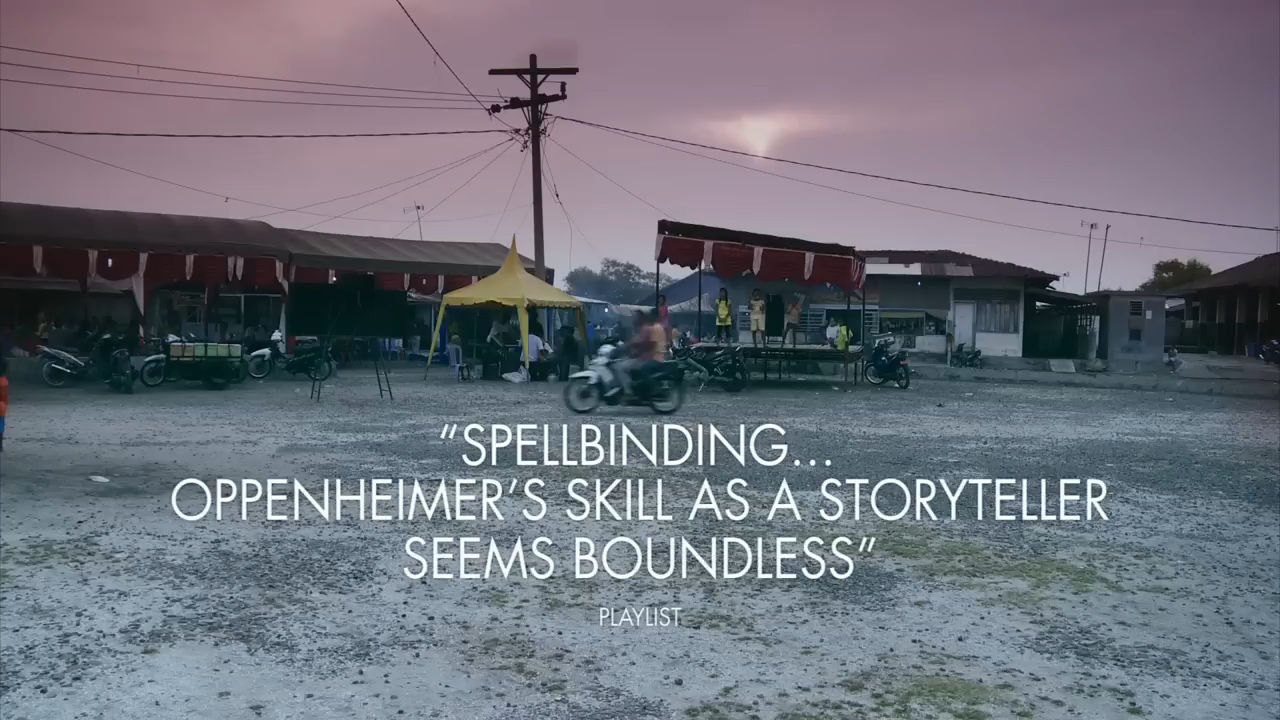 “SPELLBINDING...
OPPENHEIMER’S SKILL AS A STORYTELLER
SEEMS BOUNDLESS”
PLAYLIST